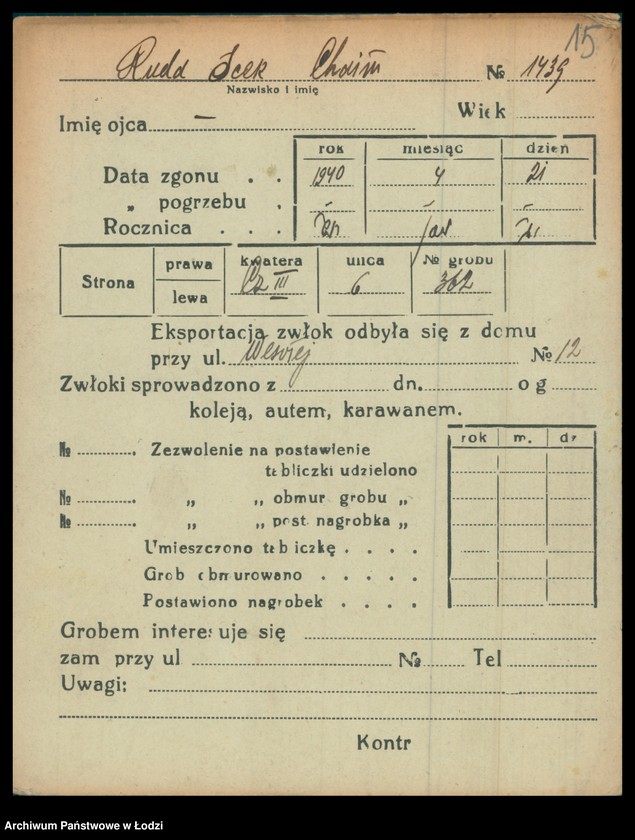 15
Ruda Icek Chaim № 1439
Nazwisko i imię
Imię ojca — Wiek
rok miesiąc dzień
Data zgonu . . 1940 4 21
„ pogrzebu . – – –
Rocznica . . .
Strona prawa lewa kwatera Cz III ulica 6 № grobu 362
Eksportacja zwłok odbyła się z domu
przy ul. № 12
Zwłoki sprowadzono z dn. o g
koleją, autem, karawanem.
rok m. dz
№ Zezwolenie na postawienie
tabliczki udzielono
№ „ „ obmur grobu „
№ „ „ post. nagrobka „
Umieszczono tabliczkę . . . .
Grob obmurowano . . . . .
Postawiono nagrobek . . . .
Grobem interesuje się
zam przy ul № Tel
Uwagi:
Kontr
Archiwum Państwowe w Łodzi